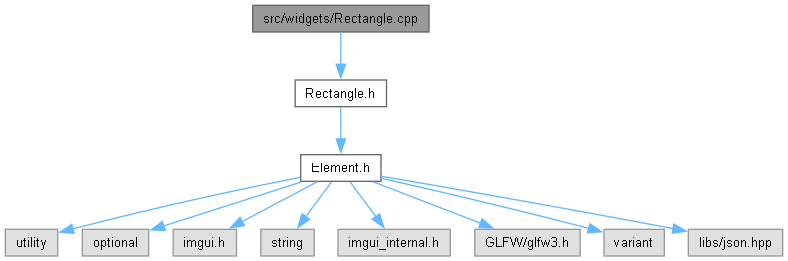 src/widgets/Rectangle.cpp
Rectangle.h
Element.h
utility
optional
imgui.h
string
imgui_internal.h
GLFW/glfw3.h
variant
libs/json.hpp